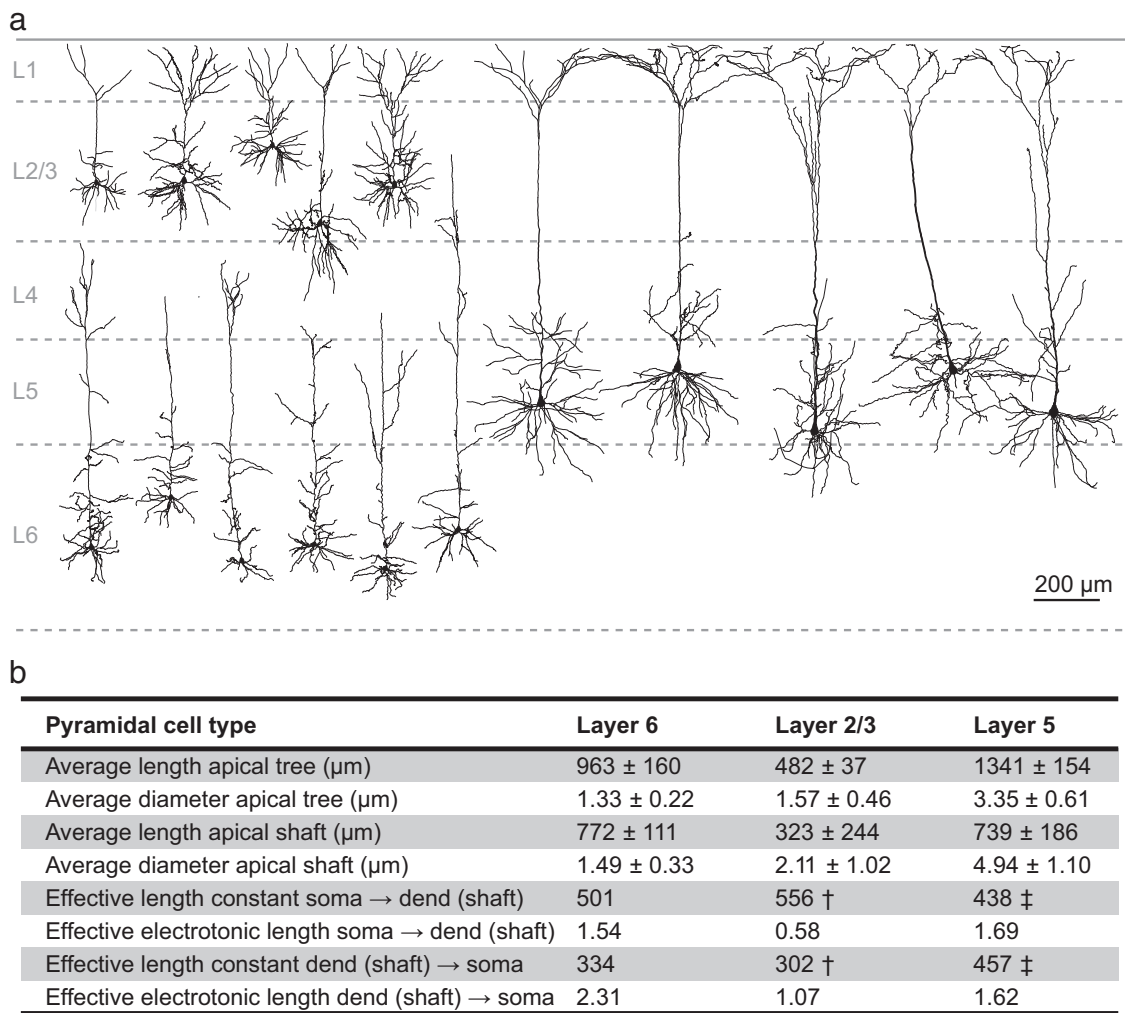 a
L1
L2/3
L4
L5
L6
200 µm
b
Pyramidal cell type Layer 6 Layer 2/3 Layer 5
Average length apical tree (µm) 963 ± 160 482 ± 37 1341 ± 154
Average diameter apical tree (µm) 1.33 ± 0.22 1.57 ± 0.46 3.35 ± 0.61
Average length apical shaft (µm) 772 ± 111 323 ± 244 739 ± 186
Average diameter apical shaft (µm) 1.49 ± 0.33 2.11 ± 1.02 4.94 ± 1.10
Effective length constant soma → dend (shaft) 501 556 † 438 ‡
Effective electrotonic length soma → dend (shaft) 1.54 0.58 1.69
Effective length constant dend (shaft) → soma 334 302 † 457 ‡
Effective electrotonic length dend (shaft) → soma 2.31 1.07 1.62